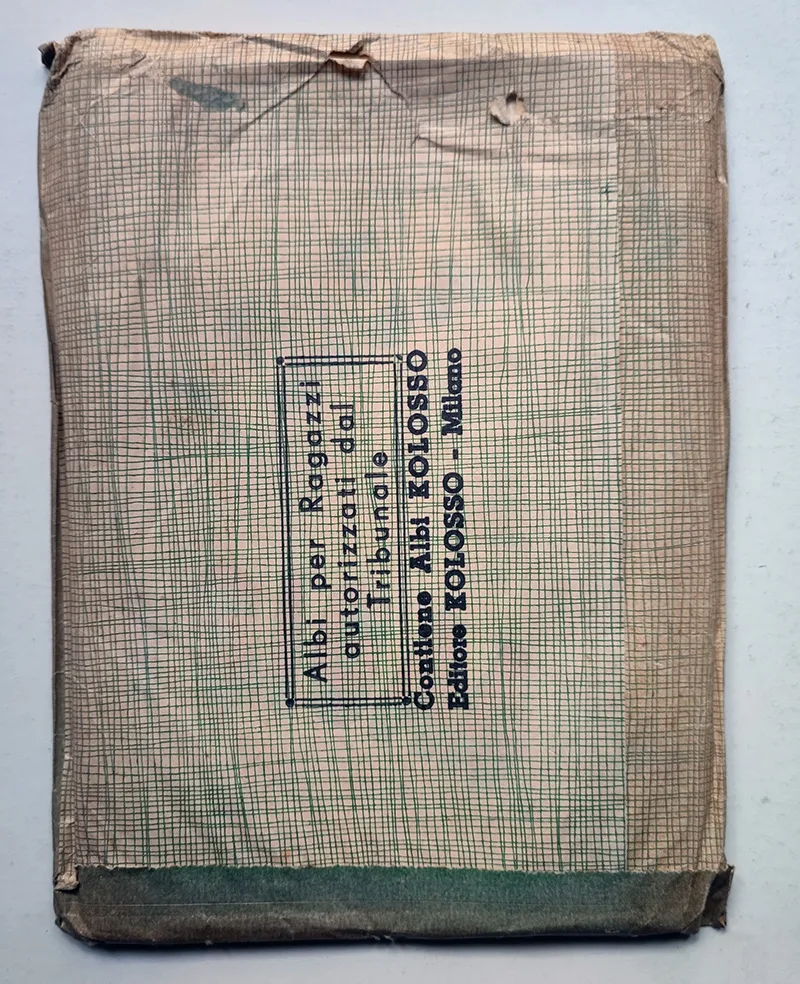 Albi per Ragazzi
autorizzati dal
Tribunale
Contiene Albi KOLOSSO
Editore KOLOSSO - Milano